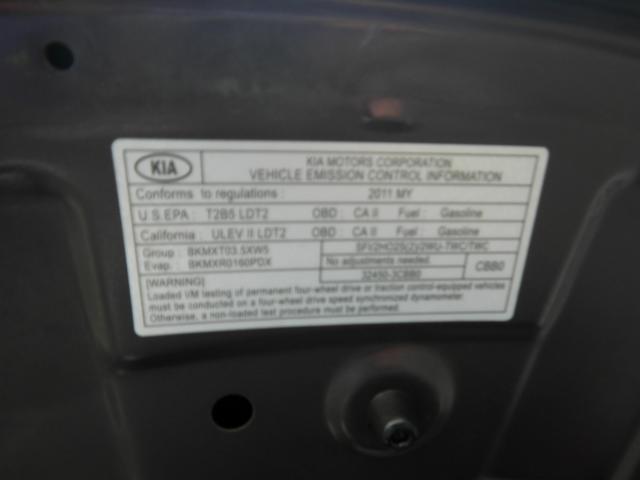 KIA
KIA MOTORS CORPORATION
VEHICLE EMISSION CONTROL INFORMATION
Conforms to regulations : 2011 MY
U.S.EPA : T2B5 LDT2 OBD : CA II Fuel : Gasoline
California : ULEV II LDT2 OBD : CA II Fuel : Gasoline
Group : BKMXT03.5XW5
Evap. : BKMXR0160PDX
No adjustments needed.
32450-3CBB0
CBB0
[WARNING]
Loaded I/M testing of permanent four-wheel drive or traction control-equipped vehicles
must be conducted on a four-wheel drive speed synchronized dynamometer.
Otherwise, a non-loaded test procedure must be performed.